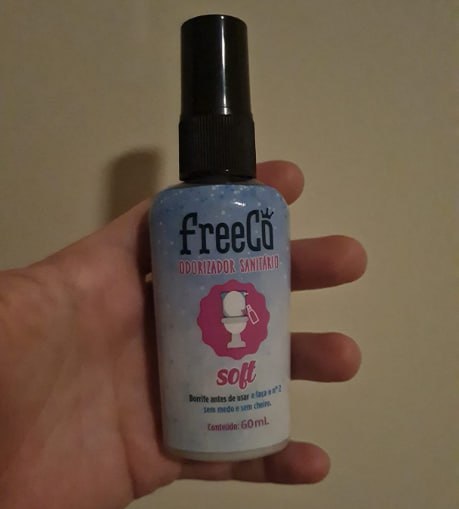 freeCô
ODORIZADOR SANITÁRIO
soft
Borrife antes de usar e faça o nº 2
sem medo e sem cheiro.
Conteúdo: 60mL